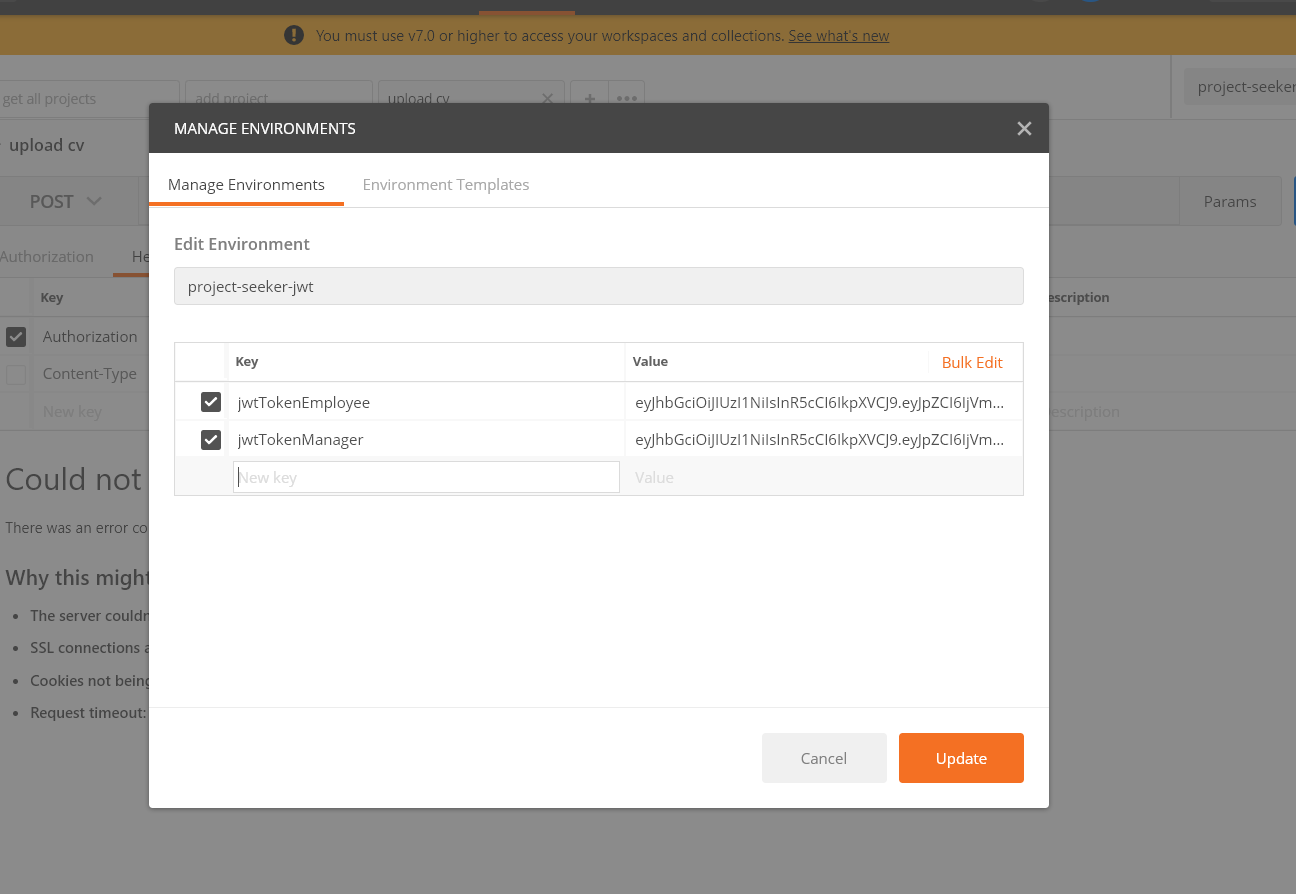 You must use v7.0 or higher to access your workspaces and collections. See what's new
get all projects
add project
upload cv
project-seeker
upload cv
MANAGE ENVIRONMENTS
Manage Environments
Environment Templates
POST
Params
Authorization
He
Edit Environment
project-seeker-jwt
Key
escription
Authorization
Content-Type
New key
escription
Key
Value
Bulk Edit
jwtTokenEmployee
eyJhbGciOiJIUzI1NiIsInR5cCI6IkpXVCJ9.eyJpZCI6IjVm...
jwtTokenManager
eyJhbGciOiJIUzI1NiIsInR5cCI6IkpXVCJ9.eyJpZCI6IjVm...
New key
Value
Could not
There was an error co
Why this might
The server couldn
SSL connections a
Cookies not being
Request timeout:
Cancel
Update